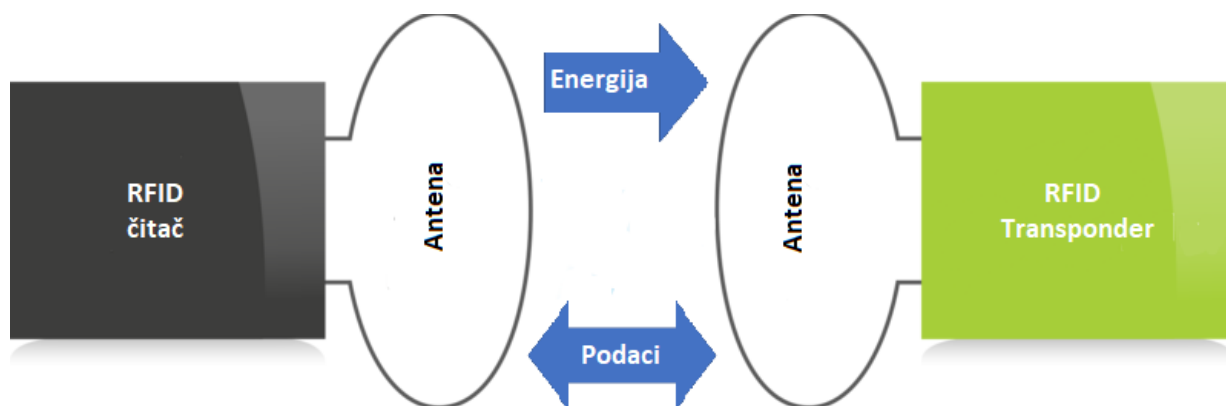 RFID
čitač
Antena
Energija
Podaci
Antena
RFID
Transponder